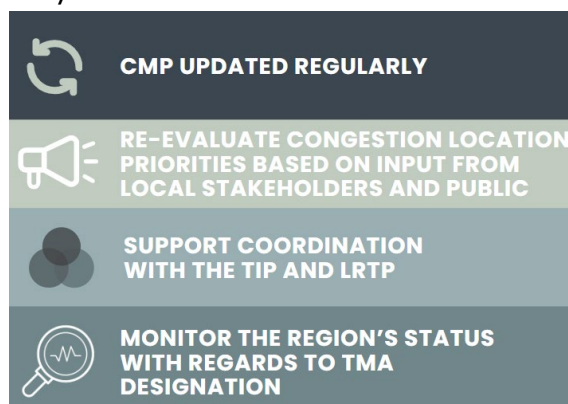 CMP UPDATED REGULARLY
RE-EVALUATE CONGESTION LOCATION
PRIORITIES BASED ON INPUT FROM
LOCAL STAKEHOLDERS AND PUBLIC
SUPPORT COORDINATION
WITH THE TIP AND LRTP
MONITOR THE REGION'S STATUS
WITH REGARDS TO TMA
DESIGNATION